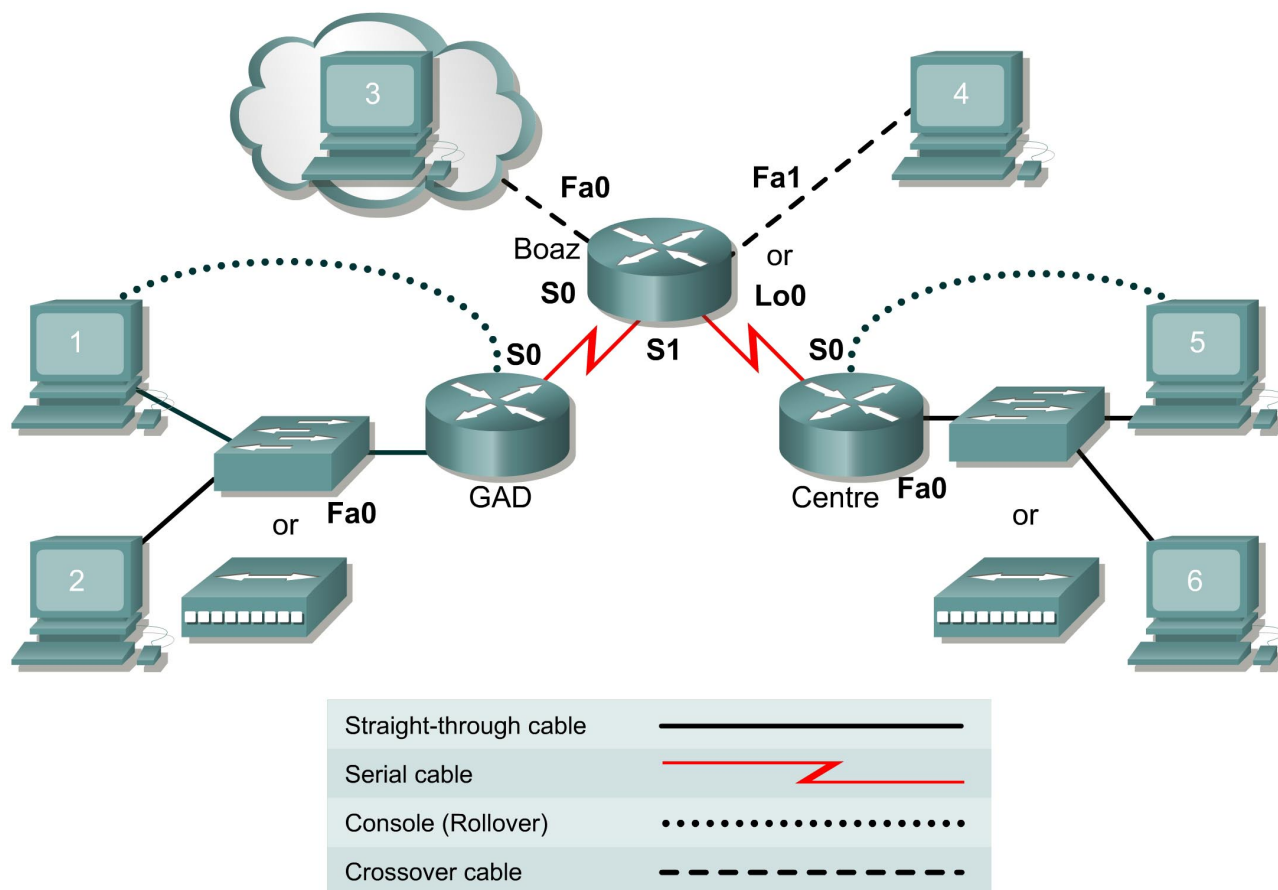 3
4
Fa0
Fa1
Boaz
or
S0
Lo0
1
S0
S1
S0
5
GAD
Centre
Fa0
Fa0
or
or
2
6
Straight-through cable
Serial cable
Console (Rollover)
Crossover cable